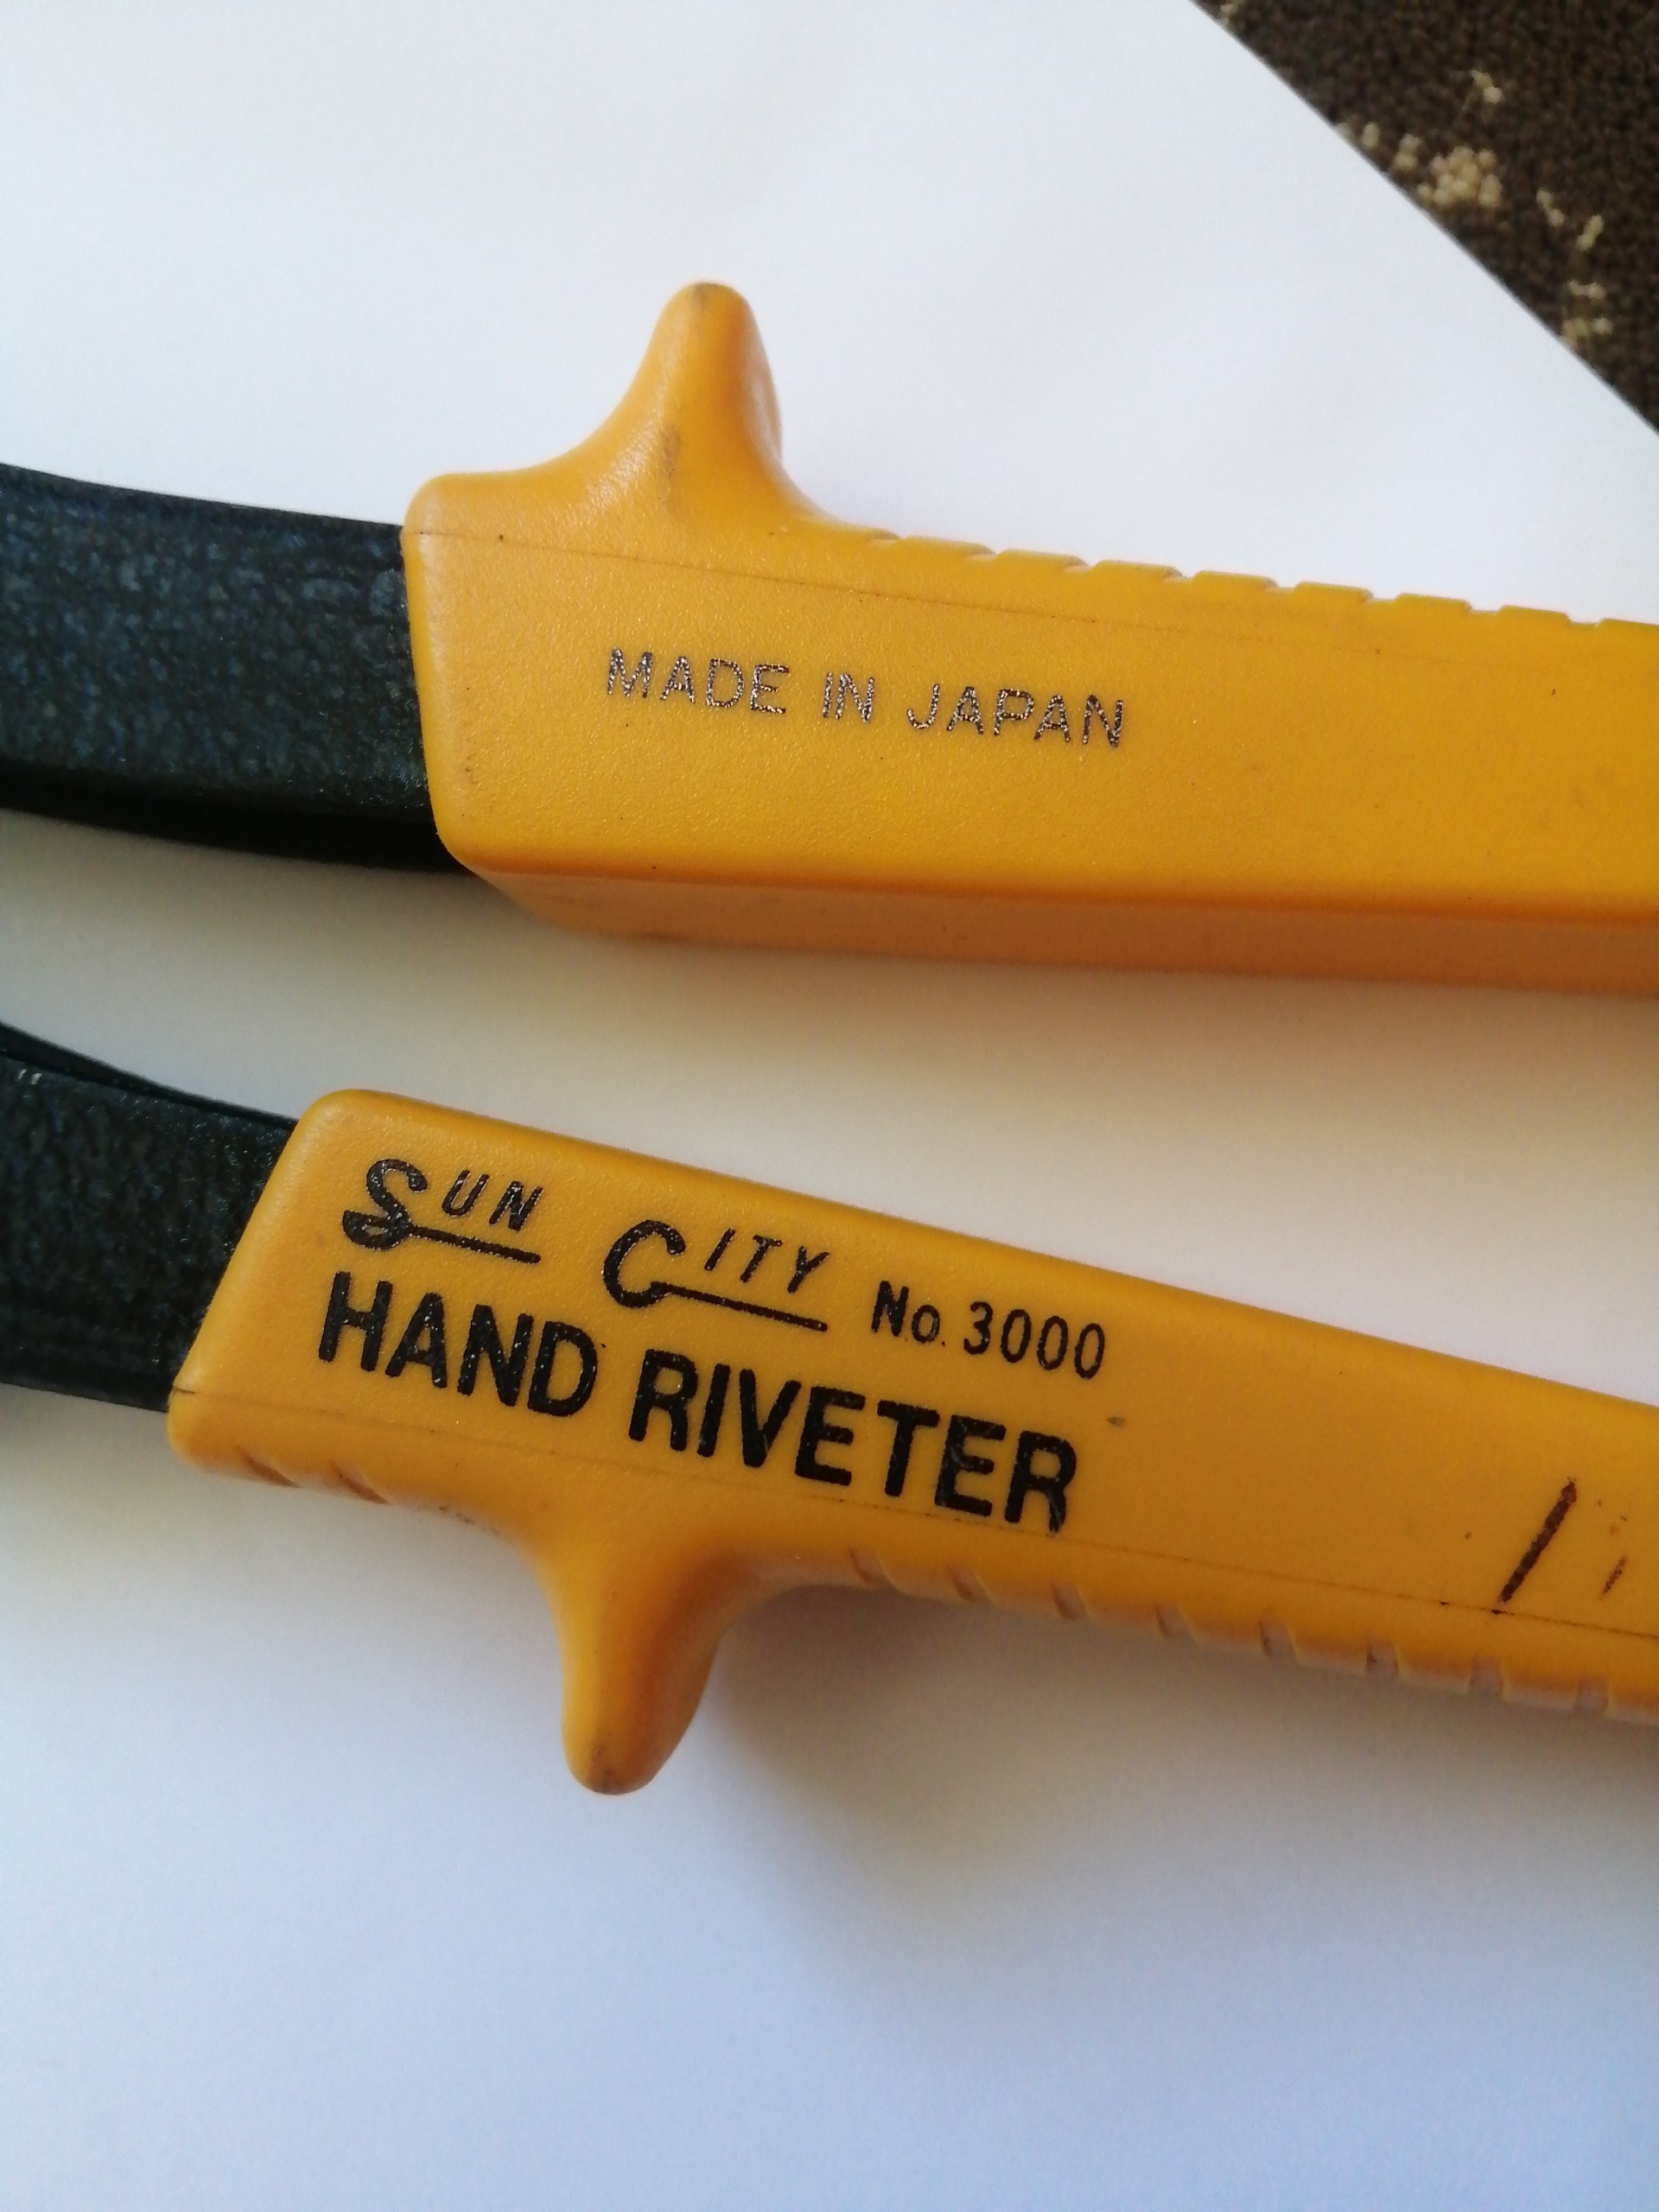 MADE IN JAPAN
SUN CITY No. 3000
HAND RIVETER